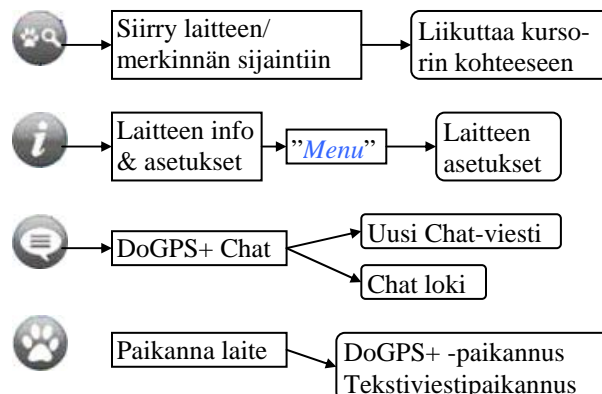 Siirry laitteen/
merkinnän sijaintiin
Liikuttaa kurso-
rin kohteeseen
Laitteen info
& asetukset
"Menu"
Laitteen
asetukset
DoGPS+ Chat
Uusi Chat-viesti
Chat loki
Paikanna laite
DoGPS+ -paikannus
Tekstiviestipaikannus